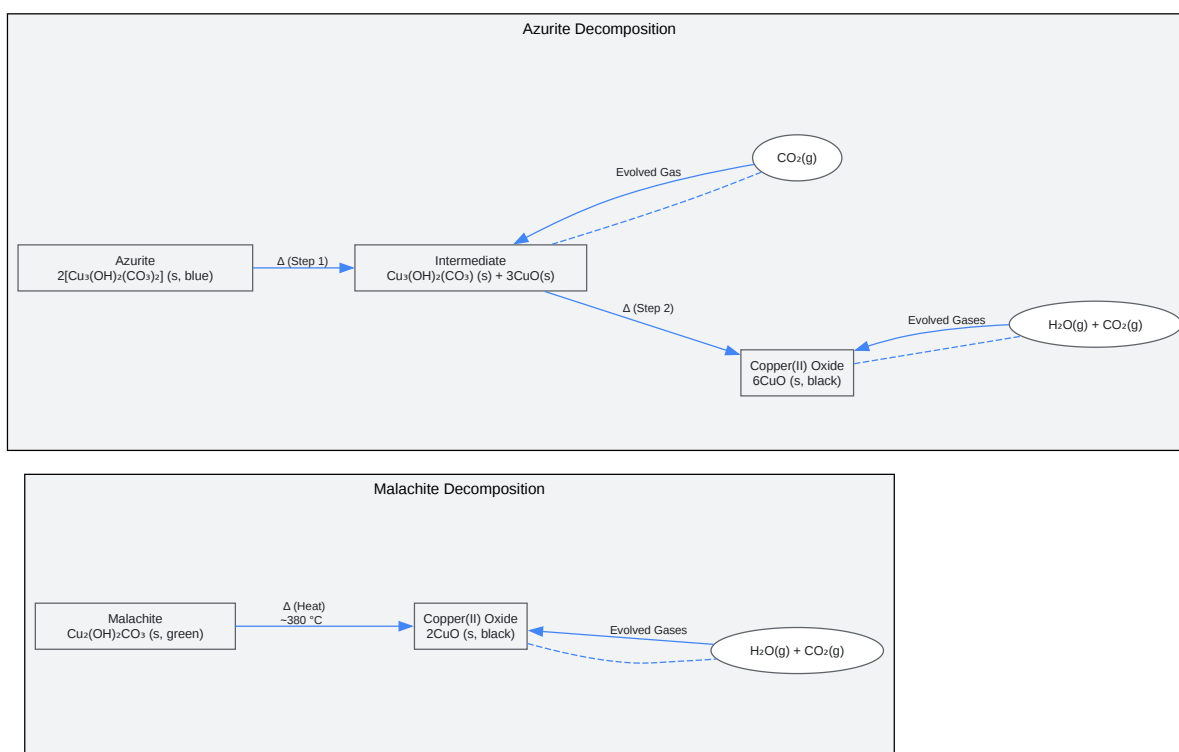 Azurite Decomposition
CO₂(g)
Evolved Gas
Azurite
2[Cu₃(OH)₂(CO₃)₂] (s, blue)
Δ (Step 1)
Intermediate
Cu₃(OH)₂(CO₃) (s) + 3CuO(s)
Δ (Step 2)
Evolved Gases
H₂O(g) + CO₂(g)
Copper(II) Oxide
6CuO (s, black)
Malachite Decomposition
Malachite
Cu₂(OH)₂CO₃ (s, green)
Δ (Heat)
~380 °C
Copper(II) Oxide
2CuO (s, black)
Evolved Gases
H₂O(g) + CO₂(g)